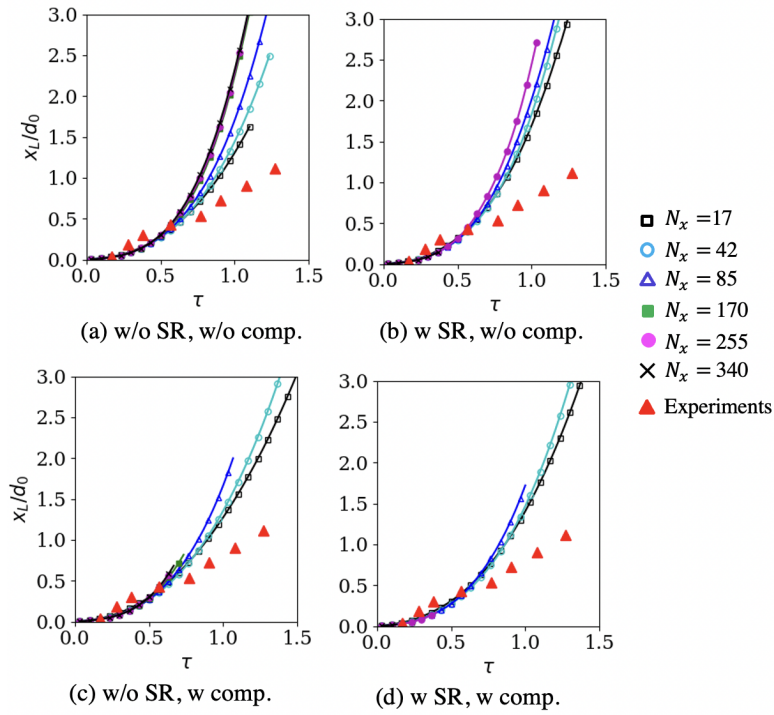 3.0
2.5
2.0
1.5
1.0
0.5
0.0
x_L/d_0
0.0 0.5 1.0 1.5
τ
(a) w/o SR, w/o comp.
3.0
2.5
2.0
1.5
1.0
0.5
0.0
0.0 0.5 1.0 1.5
τ
(b) w SR, w/o comp.
N_x = 17
N_x = 42
N_x = 85
N_x = 170
N_x = 255
N_x = 340
Experiments
3.0
2.5
2.0
1.5
1.0
0.5
0.0
x_L/d_0
0.0 0.5 1.0 1.5
τ
(c) w/o SR, w comp.
3.0
2.5
2.0
1.5
1.0
0.5
0.0
0.0 0.5 1.0 1.5
τ
(d) w SR, w comp.